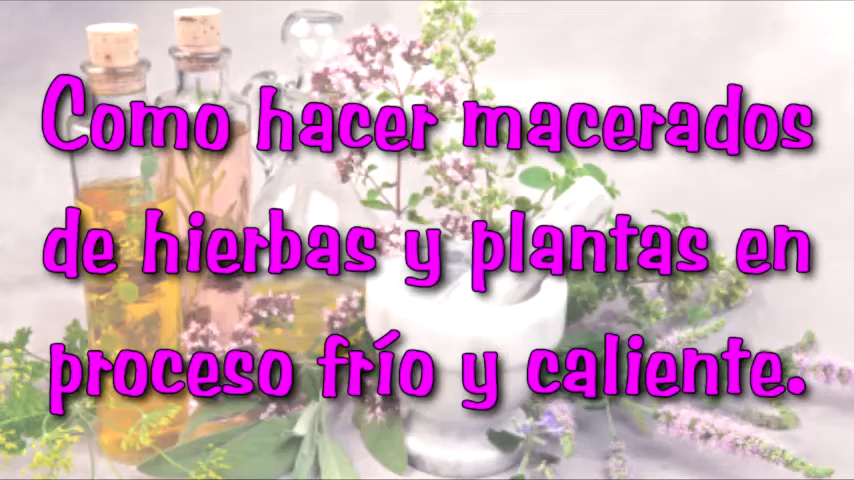 Como hacer macerados
de hierbas y plantas en
proceso frío y caliente.